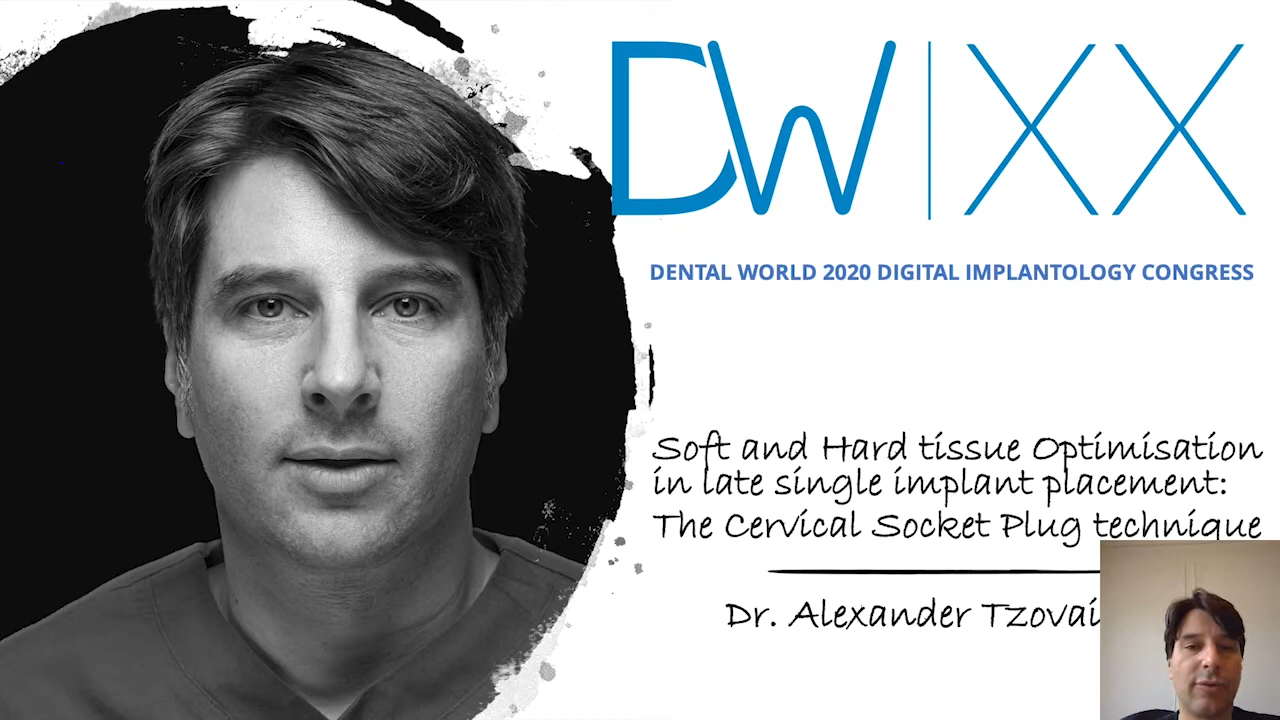 DW|XX
DENTAL WORLD 2020 DIGITAL IMPLANTOLOGY CONGRESS
Soft and Hard tissue Optimisation
in late single implant placement:
The Cervical Socket Plug technique
Dr. Alexander Tzovai